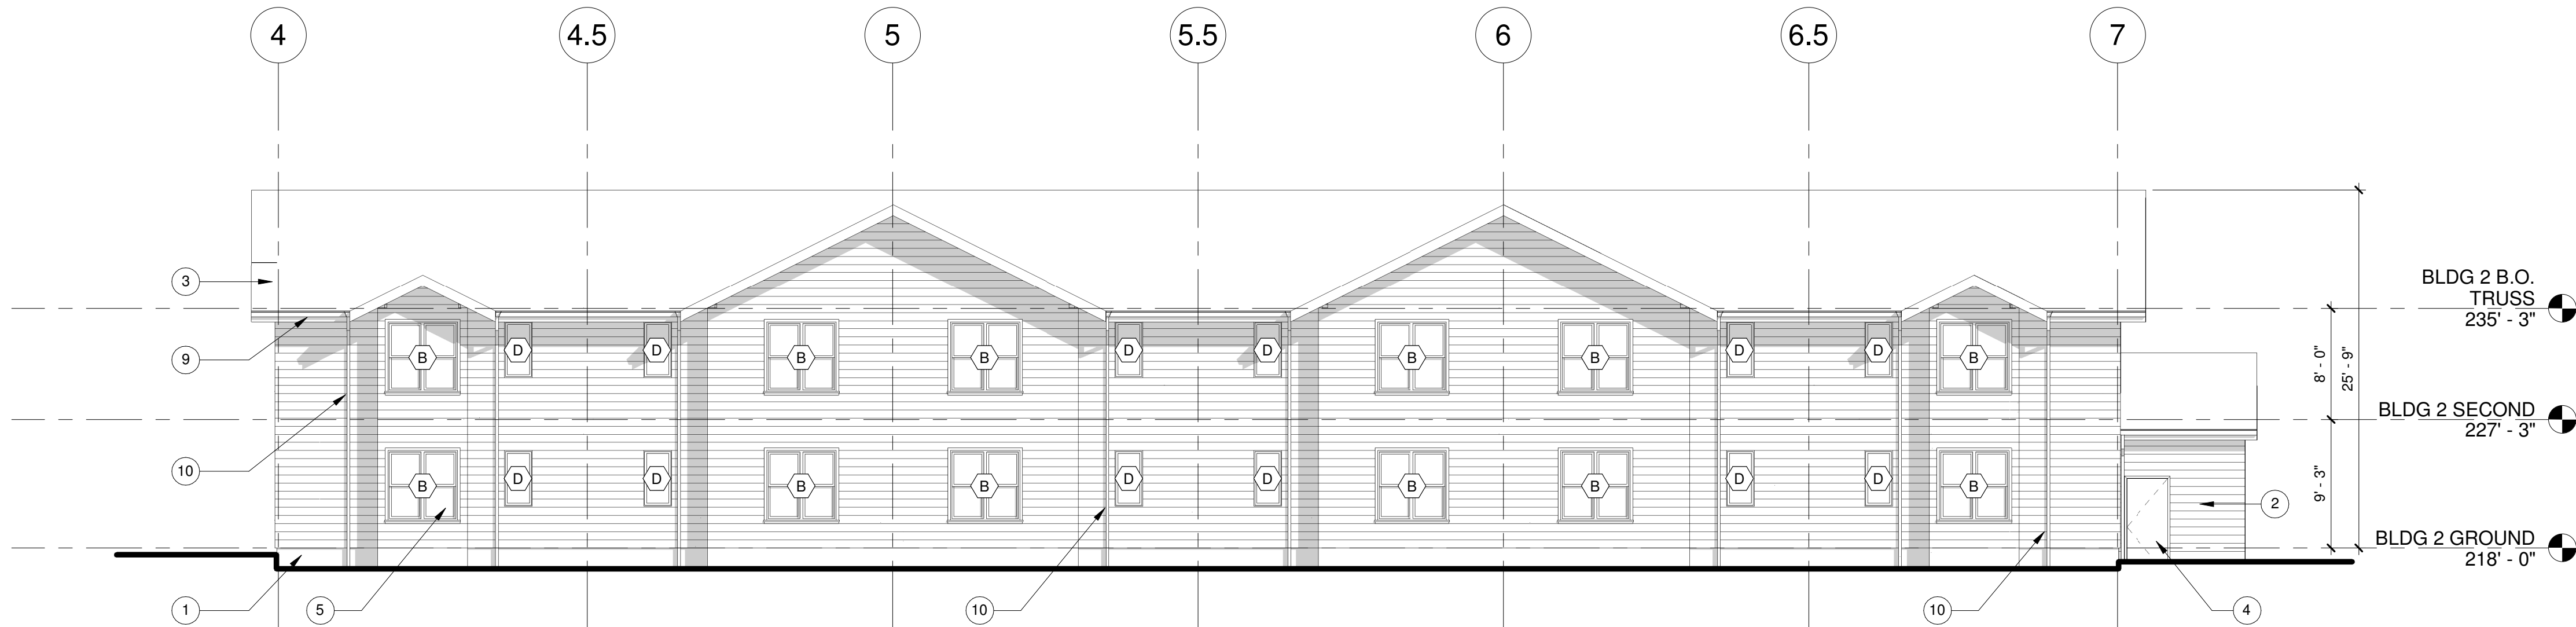 4 4.5 5 5.5 6 6.5 7
3
BLDG 2 B.O.
TRUSS
235' - 3"
9
B D D B B D D B B D D B
8' - 0"
25' - 9"
BLDG 2 SECOND
227' - 3"
10
B D D B B D D B B D D B
9' - 3"
2
BLDG 2 GROUND
218' - 0"
1 5 10 10 4